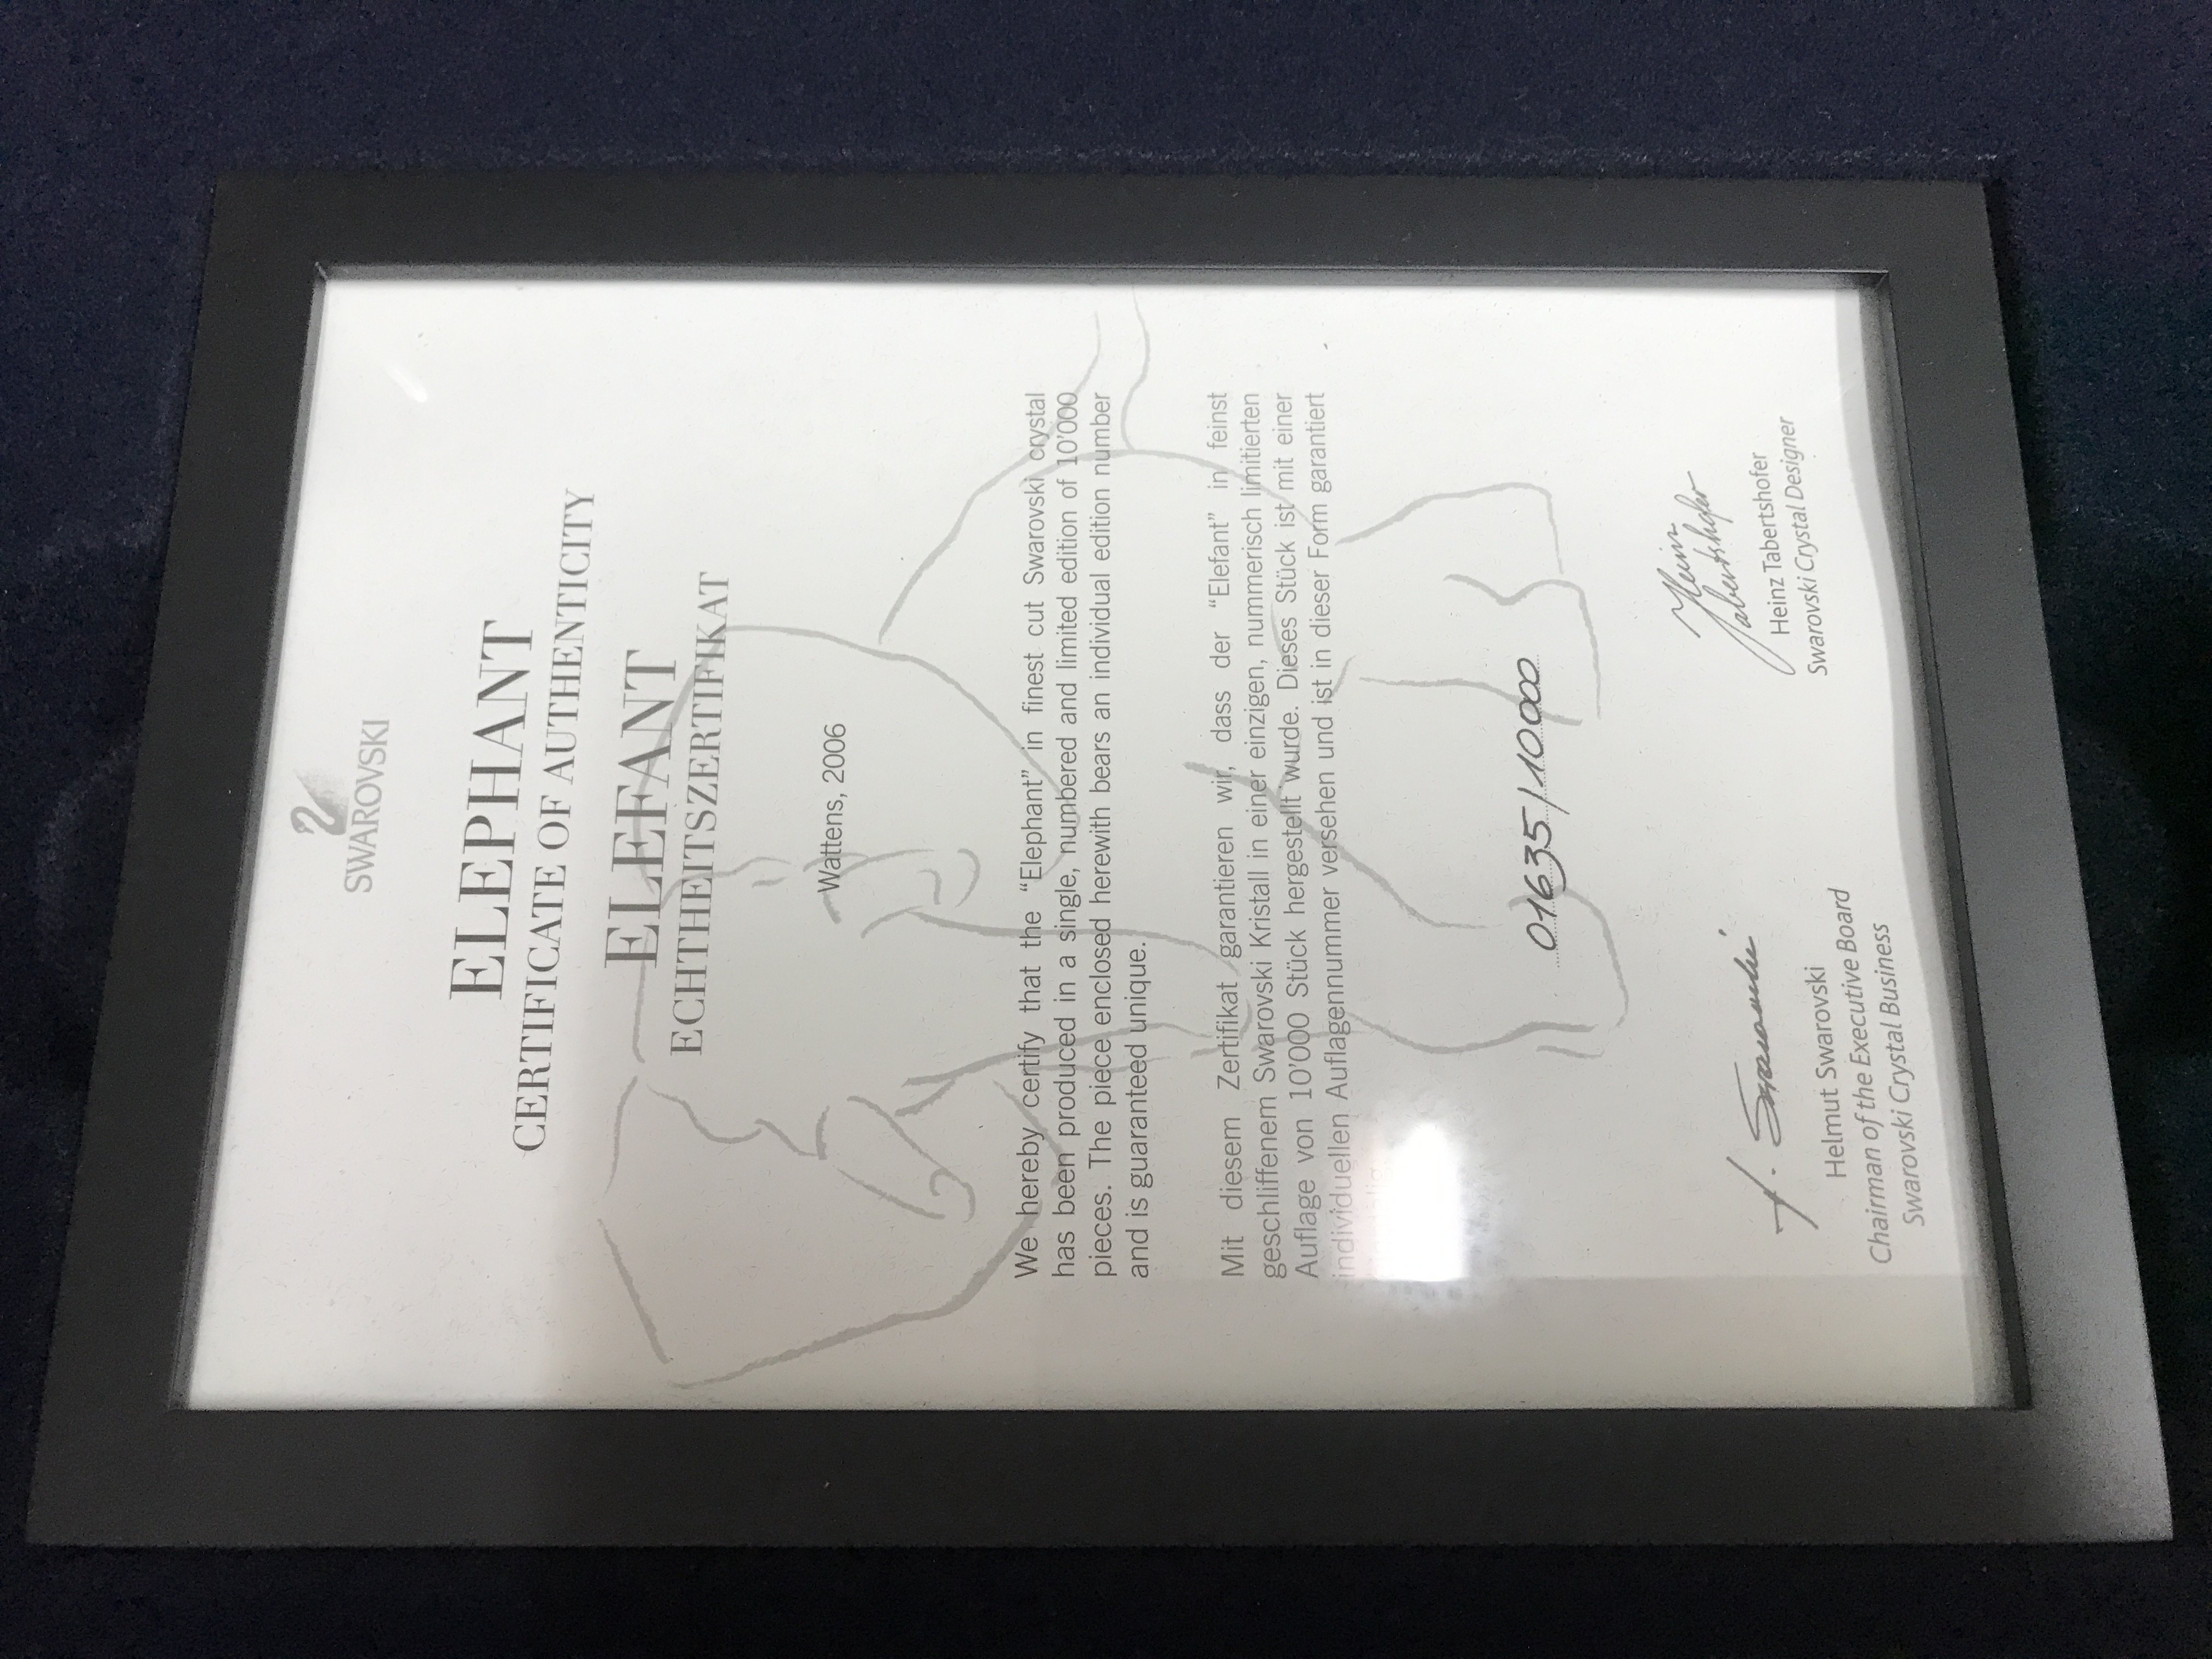 SWAROVSKI
ELEPHANT
CERTIFICATE OF AUTHENTICITY
ELEFANT
ECHTHEITSZERTIFIKAT
Wattens, 2006
We hereby certify that the “Elephant” in finest cut Swarovski crystal
has been produced in a single, numbered and limited edition of 10’000
pieces. The piece enclosed herewith bears an individual edition number
and is guaranteed unique.
Mit diesem Zertifikat garantieren wir, dass der “Elefant” in feinst
geschliffenem Swarovski Kristall in einer einzigen, nummerisch limitierten
Auflage von 10’000 Stück hergestellt wurde. Dieses Stück ist mit einer
individuellen Auflagennummer versehen und ist in dieser Form garantiert
01635/10000
H. Swarovski
Helmut Swarovski
Chairman of the Executive Board
Swarovski Crystal Business
Heinz
Tabertshofer
Heinz Tabertshofer
Swarovski Crystal Designer